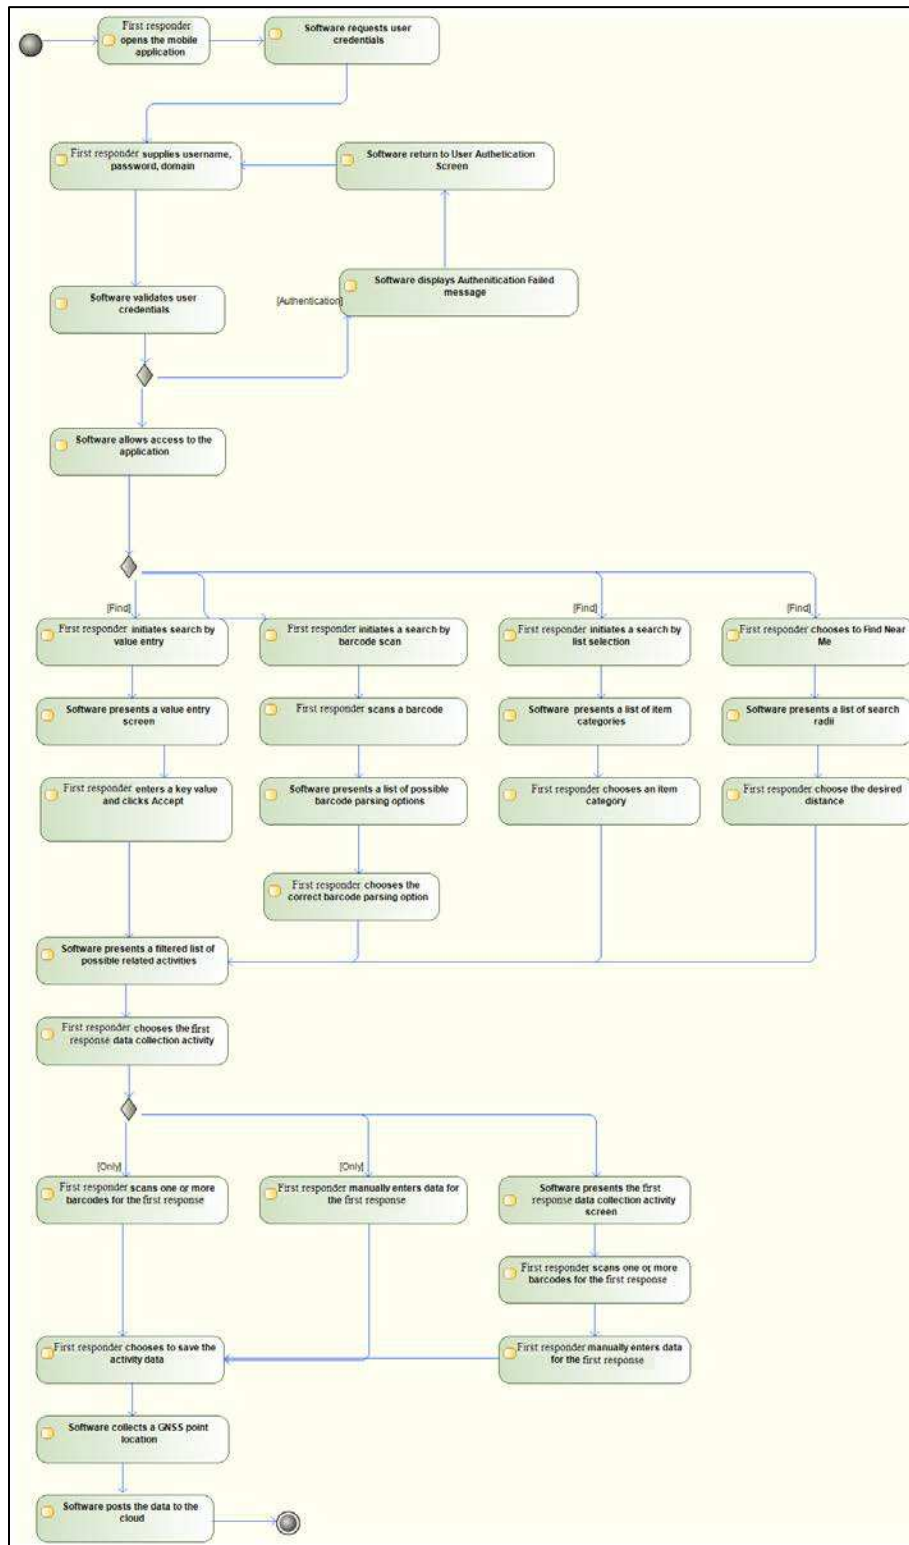 First responder
opens the mobile
application
Software requests user
credentials
First responder supplies username,
password, domain
Software return to User Authetication
Screen
Software displays Authenitication Failed
message
[Authentication]
Software validates user
credentials
Software allows access to the
application
[Find]
[Find]
[Find]
First responder initiates search by
value entry
First responder initiates a search by
barcode scan
First responder initiates a search by
list selection
First responder chooses to Find Near
Me
Software presents a value entry
screen
First responder scans a barcode
Software presents a list of item
categories
Software presents a list of search
radii
First responder enters a key value
and clicks Accept
Software presents a list of possible
barcode parsing options
First responder chooses an item
category
First responder choose the desired
distance
First responder chooses the
correct barcode parsing option
Software presents a filtered list of
possible related activities
First responder chooses the first
response data collection activity
[Only]
[Only]
First responder scans one or more
barcodes for the first response
First responder manually enters data for
the first response
Software presents the first
response data collection activity
screen
First responder scans one or more
barcodes for the first response
First responder chooses to save the
activity data
First responder manually enters data
for the first response
Software collects a GNSS point
location
Software posts the data to the
cloud